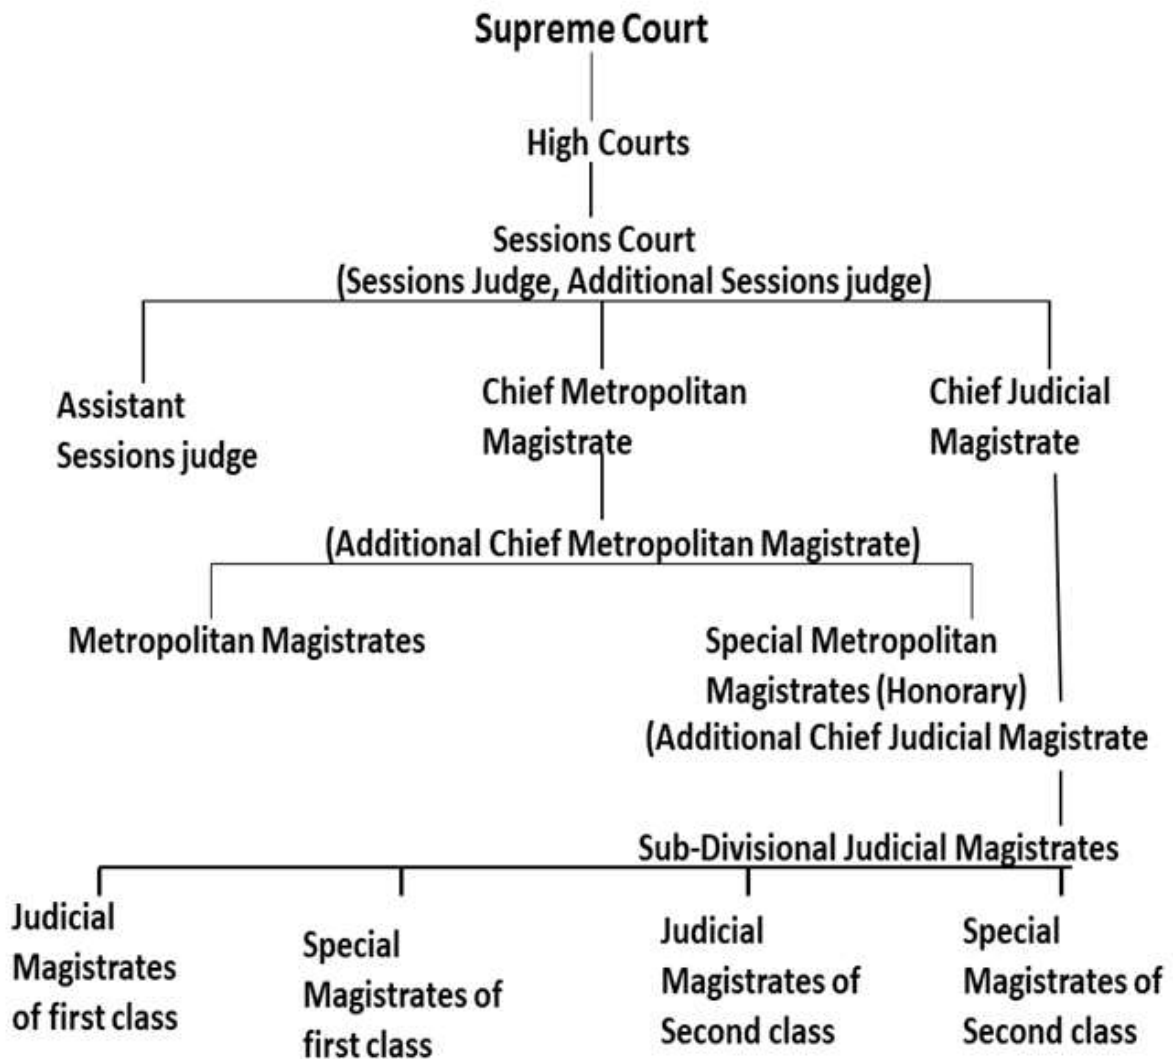 Supreme Court
High Courts
Sessions Court
(Sessions Judge, Additional Sessions judge)
Assistant
Sessions judge
Chief Metropolitan
Magistrate
Chief Judicial
Magistrate
(Additional Chief Metropolitan Magistrate)
Metropolitan Magistrates
Special Metropolitan
Magistrates (Honorary)
(Additional Chief Judicial Magistrate
Sub-Divisional Judicial Magistrates
Judicial
Magistrates
of first class
Special
Magistrates of
first class
Judicial
Magistrates of
Second class
Special
Magistrates of
Second class